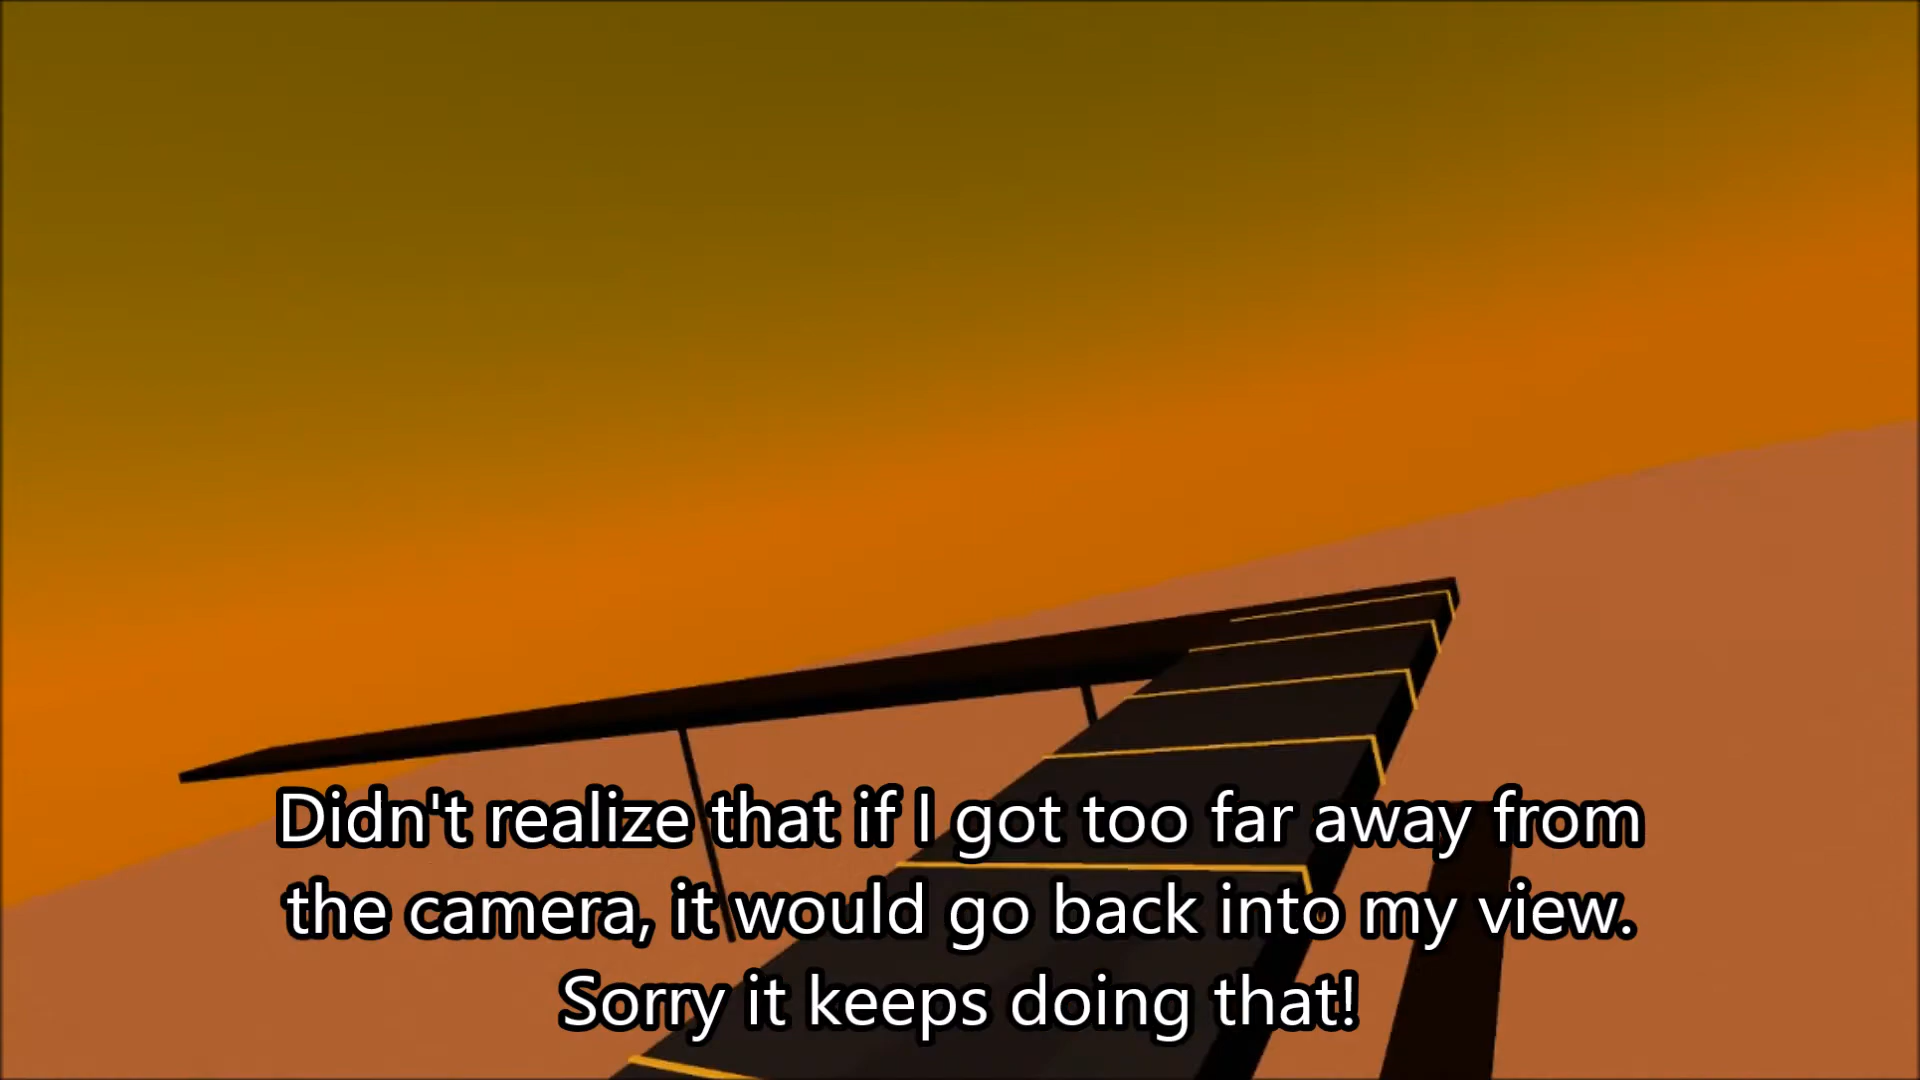 Didn't realize that if I got too far away from
the camera, it would go back into my view.
Sorry it keeps doing that!